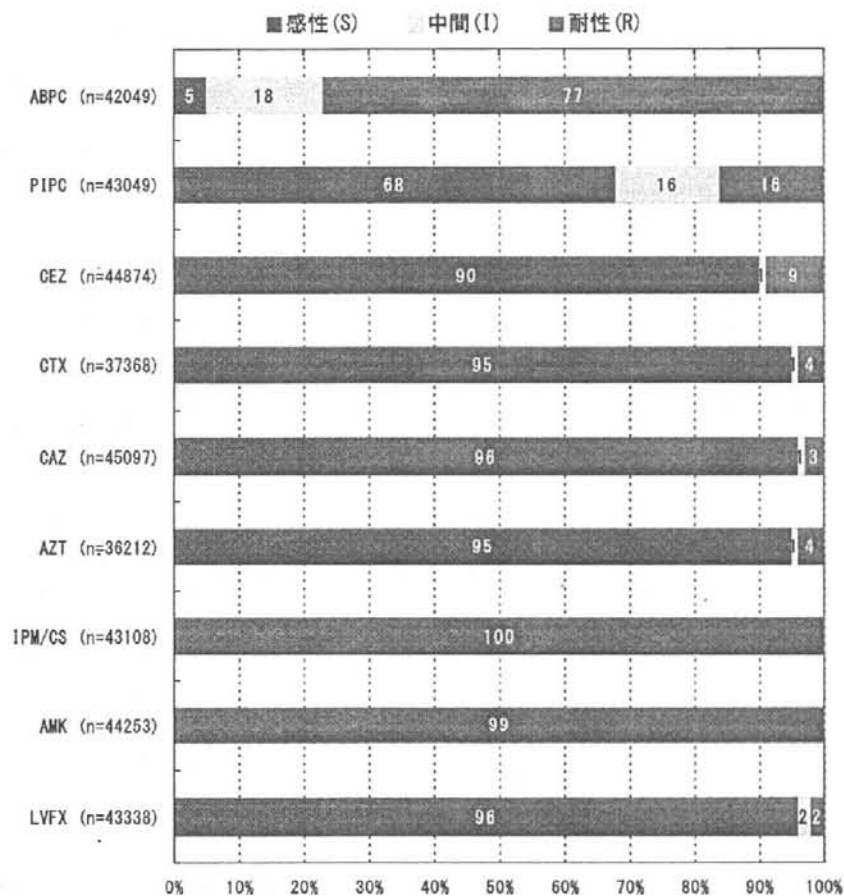 ■感性(S) 中間(I) ■耐性(R)
ABPC (n=42049) 5 18 77
PIPC (n=43049) 68 16 16
CEZ (n=44874) 90 1 9
CTX (n=37368) 95 1 4
CAZ (n=45097) 96 1 3
AZT (n=36212) 95 1 4
IPM/CS (n=43108) 100
AMK (n=44253) 99
LVFX (n=43338) 96 2 2
0% 10% 20% 30% 40% 50% 60% 70% 80% 90% 100%